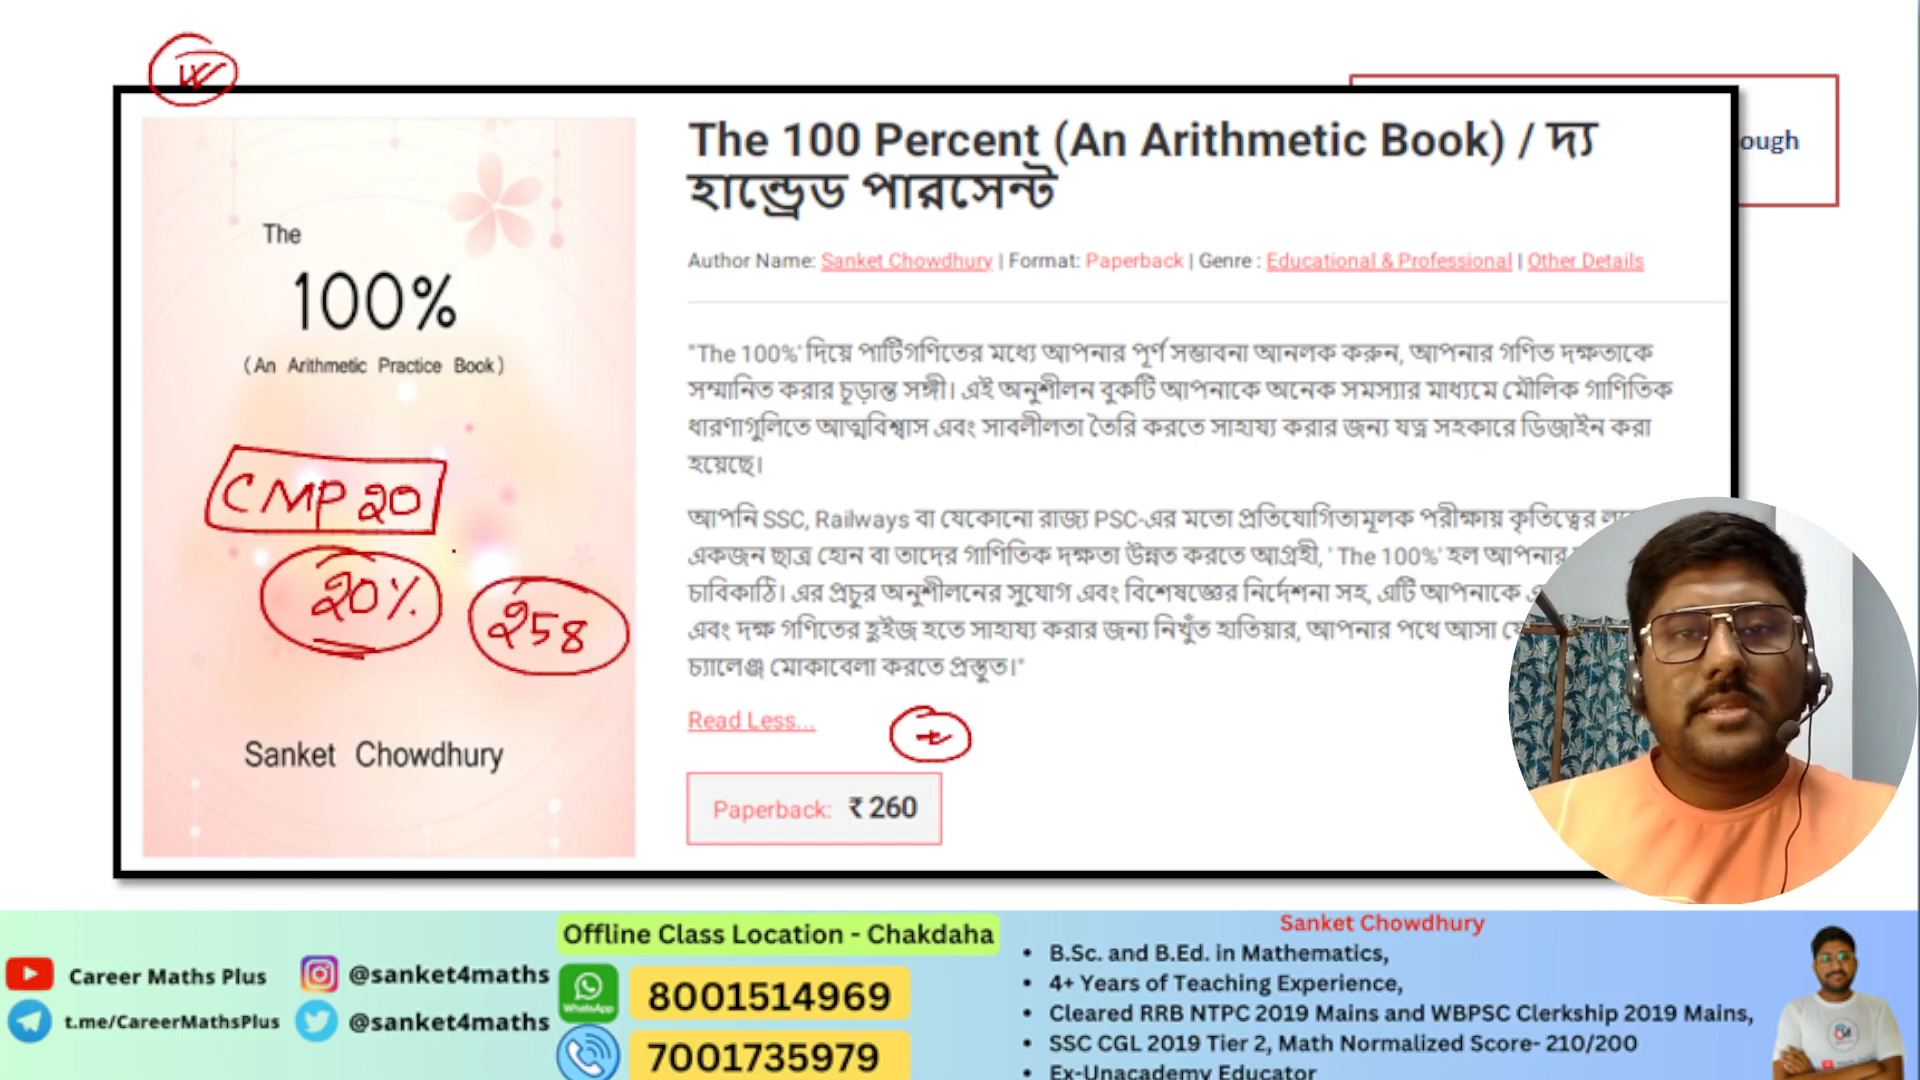 ough
The 100 Percent (An Arithmetic Book) / দ্য
হান্ড্রেড পারসেন্ট
Author Name: Sanket Chowdhury | Format: Paperback | Genre : Educational & Professional | Other Details
"The 100%' দিয়ে পাটিগণিতের মধ্যে আপনার পূর্ণ সম্ভাবনা আনলক করুন, আপনার গণিত দক্ষতাকে
সম্মানিত করার চূড়ান্ত সঙ্গী। এই অনুশীলন বুকটি আপনাকে অনেক সমস্যার মাধ্যমে মৌলিক গাণিতিক
ধারণাগুলিতে আত্মবিশ্বাস এবং সাবলীলতা তৈরি করতে সাহায্য করার জন্য যত্ন সহকারে ডিজাইন করা
হয়েছে।
আপনি SSC, Railways বা যেকোনো রাজ্য PSC-এর মতো প্রতিযোগিতামূলক পরীক্ষায় কৃতিত্বের
একজন ছাত্র হোন বা তাদের গাণিতিক দক্ষতা উন্নত করতে আগ্রহী, ' The 100%' হল আপনার
চাবিকাঠি। এর প্রচুর অনুশীলনের সুযোগ এবং বিশেষজ্ঞের নির্দেশনা সহ, এটি আপনাকে
এবং দক্ষ গণিতের হুইজ হতে সাহায্য করার জন্য নিখুঁত হাতিয়ার, আপনার পথে আসা
চ্যালেঞ্জ মোকাবেলা করতে প্রস্তুত।"
Read Less...
Paperback: ₹ 260
The
100%
(An Arithmetic Practice Book)
CMP 20
20%
258
Sanket Chowdhury
Career Maths Plus
@sanket4maths
t.me/CareerMathsPlus
@sanket4maths
Offline Class Location - Chakdaha
WhatsApp
8001514969
7001735979
Sanket Chowdhury
• B.Sc. and B.Ed. in Mathematics,
• 4+ Years of Teaching Experience,
• Cleared RRB NTPC 2019 Mains and WBPSC Clerkship 2019 Mains,
• SSC CGL 2019 Tier 2, Math Normalized Score- 210/200
• Ex-Unacademy Educator